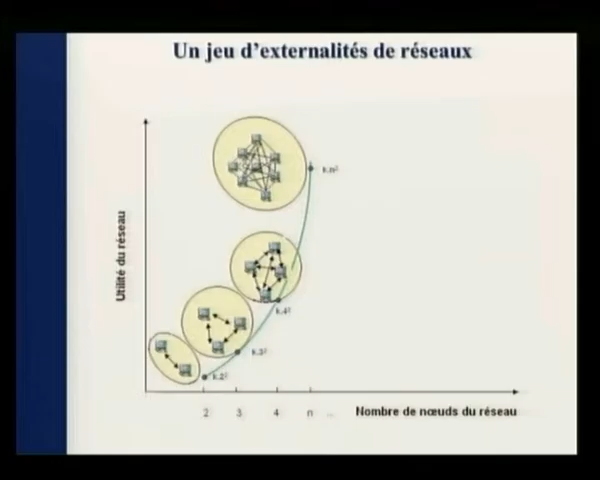 Un jeu d'externalités de réseaux
Utilité du réseau
k.n²
k.4²
k.3²
k.2²
2 3 4 n ...
Nombre de nœuds du réseau